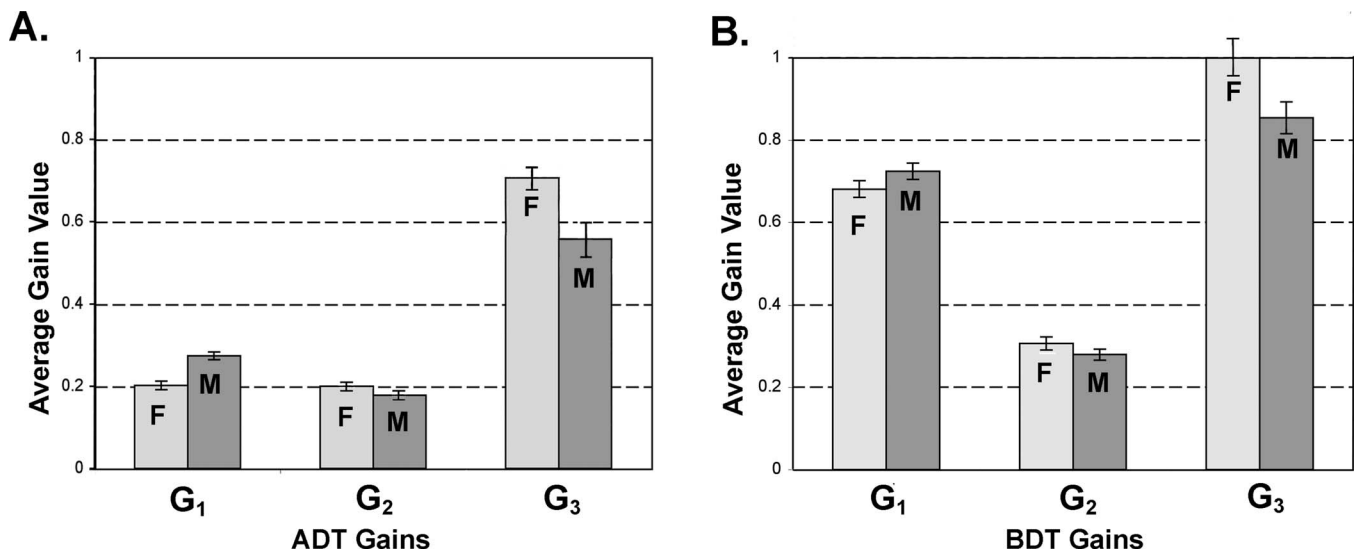 A.
Average Gain Value
1
0.8
0.6
0.4
0.2
0
F
M
F
M
F
M
G₁
G₂
G₃
ADT Gains
B.
Average Gain Value
1
0.8
0.6
0.4
0.2
0
F
M
F
M
F
M
G₁
G₂
G₃
BDT Gains